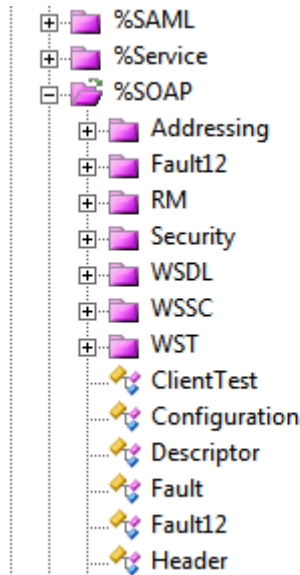 %SAML
%Service
%SOAP
Addressing
Fault12
RM
Security
WSDL
WSSC
WST
ClientTest
Configuration
Descriptor
Fault
Fault12
Header